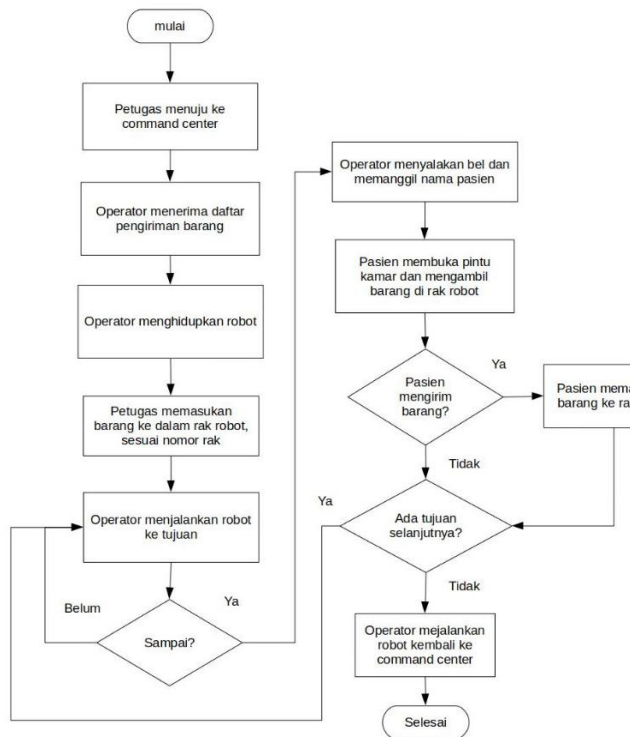 mulai
Petugas menuju ke
command center
Operator menerima daftar
pengiriman barang
Operator menghidupkan robot
Petugas memasukan
barang ke dalam rak robot,
sesuai nomor rak
Operator menjalankan robot
ke tujuan
Belum
Sampai?
Ya
Operator menyalakan bel dan
memanggil nama pasien
Pasien membuka pintu
kamar dan mengambil
barang di rak robot
Pasien
mengirim
barang?
Ya
Pasien
barang ke
Tidak
Ya
Ada tujuan
selanjutnya?
Tidak
Operator mejalankan
robot kembali ke
command center
Selesai